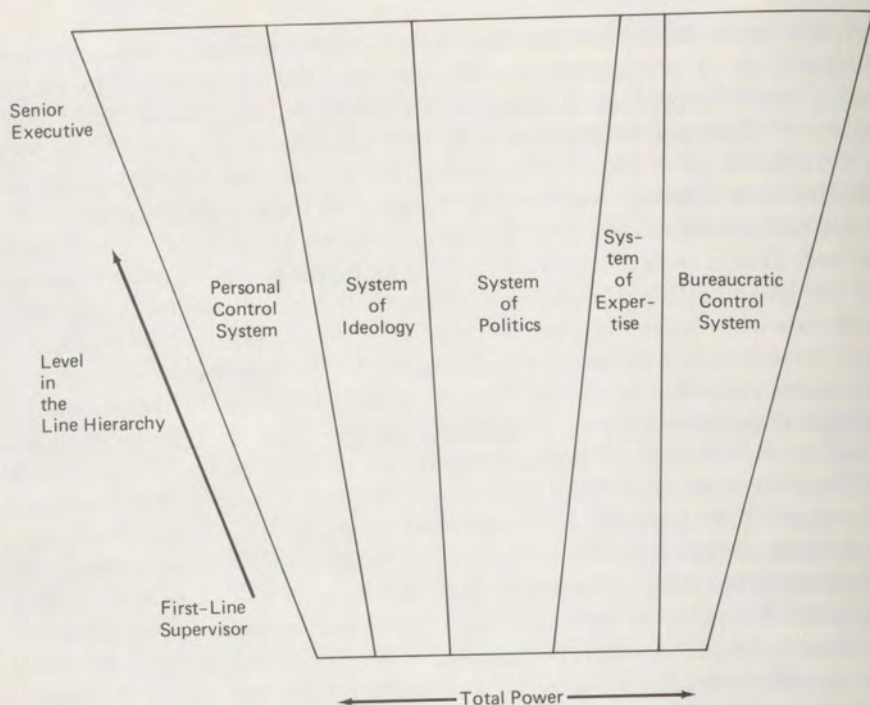 Senior
Executive
Level
in
the
Line Hierarchy
First-Line
Supervisor
Personal
Control
System
System
of
Ideology
System
of
Politics
Sys-
tem
of
Exper-
tise
Bureaucratic
Control
System
Total Power